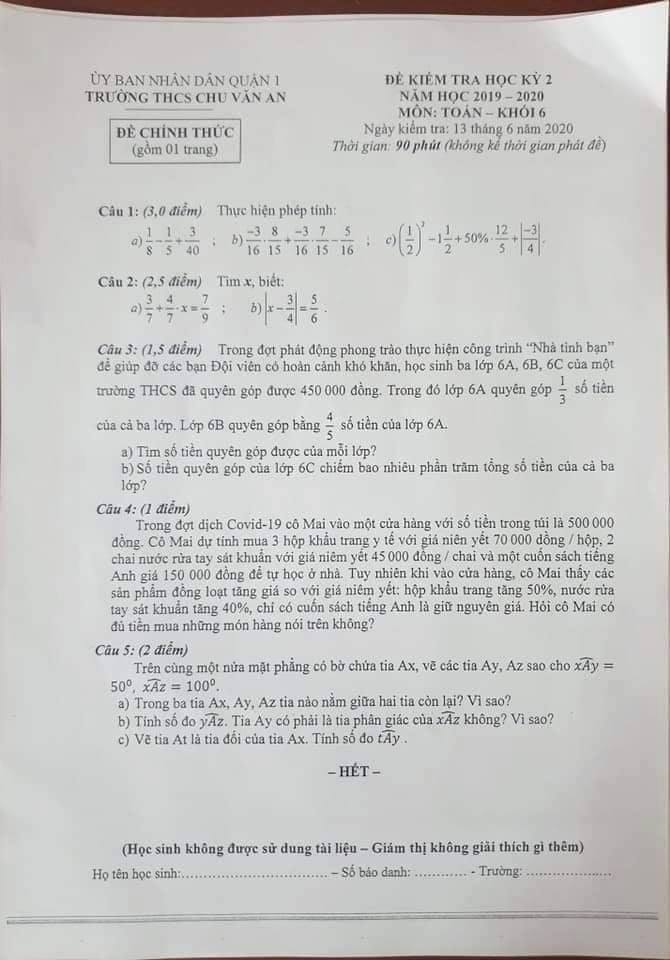 ỦY BAN NHÂN DÂN QUẬN 1
TRƯỜNG THCS CHU VĂN AN
ĐỀ CHÍNH THỨC
(gồm 01 trang)
ĐỀ KIỂM TRA HỌC KỲ 2
NĂM HỌC 2019 – 2020
MÔN: TOÁN – KHỐI 6
Ngày kiểm tra: 13 tháng 6 năm 2020
Thời gian: 90 phút (không kể thời gian phát đề)
Câu 1: (3,0 điểm) Thực hiện phép tính:
a) 1/8 − 1/5 + 3/40 ; b) −3/16 · 8/15 + −3/16 · 7/15 − 5/16 ; c) (1/2)² − 1 1/2 + 50% · 12/5 + |−3/4|.
Câu 2: (2,5 điểm) Tìm x, biết:
a) 3/7 + 4/7 · x = 7/9 ; b) |x − 3/4| = 5/6 .
Câu 3: (1,5 điểm) Trong đợt phát động phong trào thực hiện công trình “Nhà tình bạn”
để giúp đỡ các bạn Đội viên có hoàn cảnh khó khăn, học sinh ba lớp 6A, 6B, 6C của một
trường THCS đã quyên góp được 450 000 đồng. Trong đó lớp 6A quyên góp 1/3 số tiền
của cả ba lớp. Lớp 6B quyên góp bằng 4/5 số tiền của lớp 6A.
a) Tìm số tiền quyên góp được của mỗi lớp?
b) Số tiền quyên góp của lớp 6C chiếm bao nhiêu phần trăm tổng số tiền của cả ba
lớp?
Câu 4: (1 điểm)
Trong đợt dịch Covid-19 cô Mai vào một cửa hàng với số tiền trong túi là 500 000
đồng. Cô Mai dự tính mua 3 hộp khẩu trang y tế với giá niên yết 70 000 đồng / hộp, 2
chai nước rửa tay sát khuẩn với giá niêm yết 45 000 đồng / chai và một cuốn sách tiếng
Anh giá 150 000 đồng để tự học ở nhà. Tuy nhiên khi vào cửa hàng, cô Mai thấy các
sản phẩm đồng loạt tăng giá so với giá niêm yết: hộp khẩu trang tăng 50%, nước rửa
tay sát khuẩn tăng 40%, chỉ có cuốn sách tiếng Anh là giữ nguyên giá. Hỏi cô Mai có
đủ tiền mua những món hàng nói trên không?
Câu 5: (2 điểm)
Trên cùng một nửa mặt phẳng có bờ chứa tia Ax, vẽ các tia Ay, Az sao cho x͡Ay =
50⁰, x͡Az = 100⁰.
a) Trong ba tia Ax, Ay, Az tia nào nằm giữa hai tia còn lại? Vì sao?
b) Tính số đo y͡Az. Tia Ay có phải là tia phân giác của x͡Az không? Vì sao?
c) Vẽ tia At là tia đối của tia Ax. Tính số đo t͡Ay .
– HẾT –
(Học sinh không được sử dung tài liệu – Giám thị không giải thích gì thêm)
Họ tên học sinh:................................. – Số báo danh: ............ - Trường: ....................